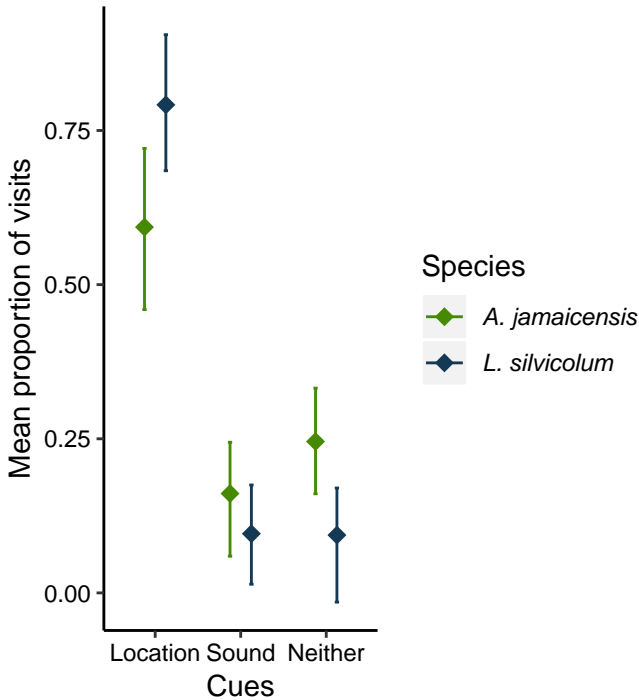 Mean proportion of visits
0.75
0.50
0.25
0.00
Location Sound Neither
Cues
Species
A. jamaicensis
L. silvicolum